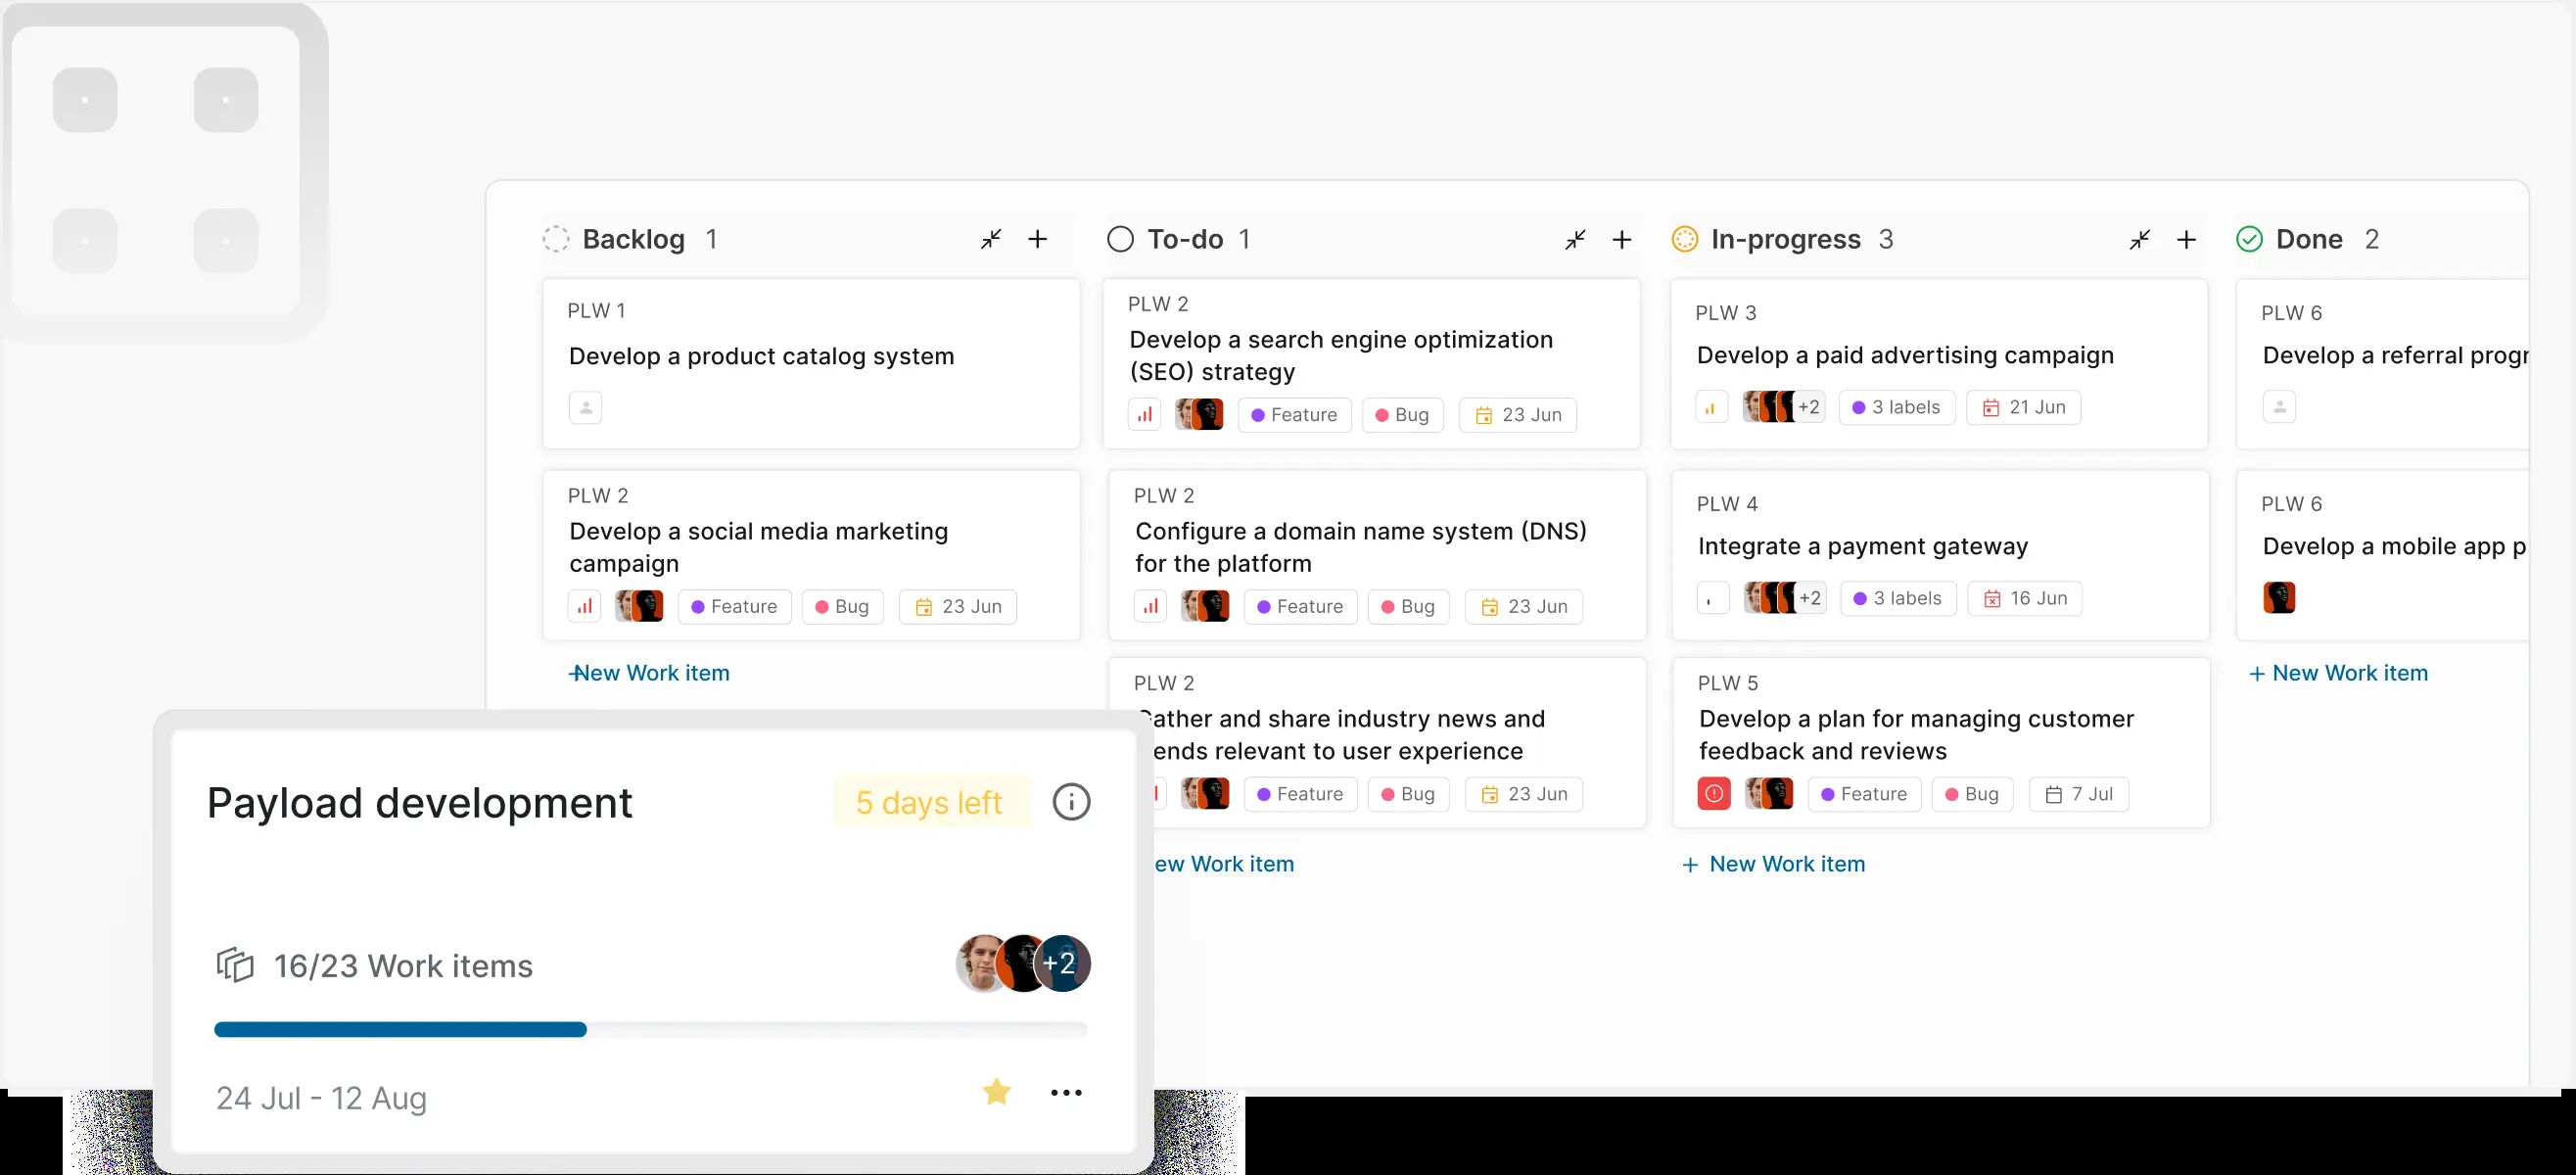 Backlog 1
PLW 1
Develop a product catalog system
PLW 2
Develop a social media marketing
campaign
Feature Bug 23 Jun
New Work item
To-do 1
PLW 2
Develop a search engine optimization
(SEO) strategy
Feature Bug 23 Jun
PLW 2
Configure a domain name system (DNS)
for the platform
Feature Bug 23 Jun
PLW 2
ather and share industry news and
ends relevant to user experience
Feature Bug 23 Jun
ew Work item
In-progress 3
PLW 3
Develop a paid advertising campaign
+2 3 labels 21 Jun
PLW 4
Integrate a payment gateway
+2 3 labels 16 Jun
PLW 5
Develop a plan for managing customer
feedback and reviews
Feature Bug 7 Jul
+ New Work item
Done 2
PLW 6
Develop a referral progr
PLW 6
Develop a mobile app p
+ New Work item
Payload development 5 days left
16/23 Work items +2
24 Jul - 12 Aug